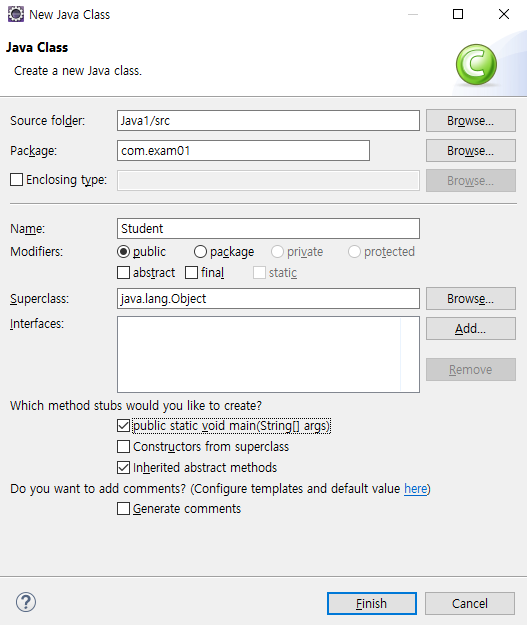 New Java Class
Java Class
Create a new Java class.
Source folder: Java1/src Browse...
Package: com.exam01 Browse...
Enclosing type: Browse...
Name: Student
Modifiers: public package private protected
abstract final static
Superclass: java.lang.Object Browse...
Interfaces: Add...
Remove
Which method stubs would you like to create?
public static void main(String[] args)
Constructors from superclass
Inherited abstract methods
Do you want to add comments? (Configure templates and default value here)
Generate comments
? Finish Cancel